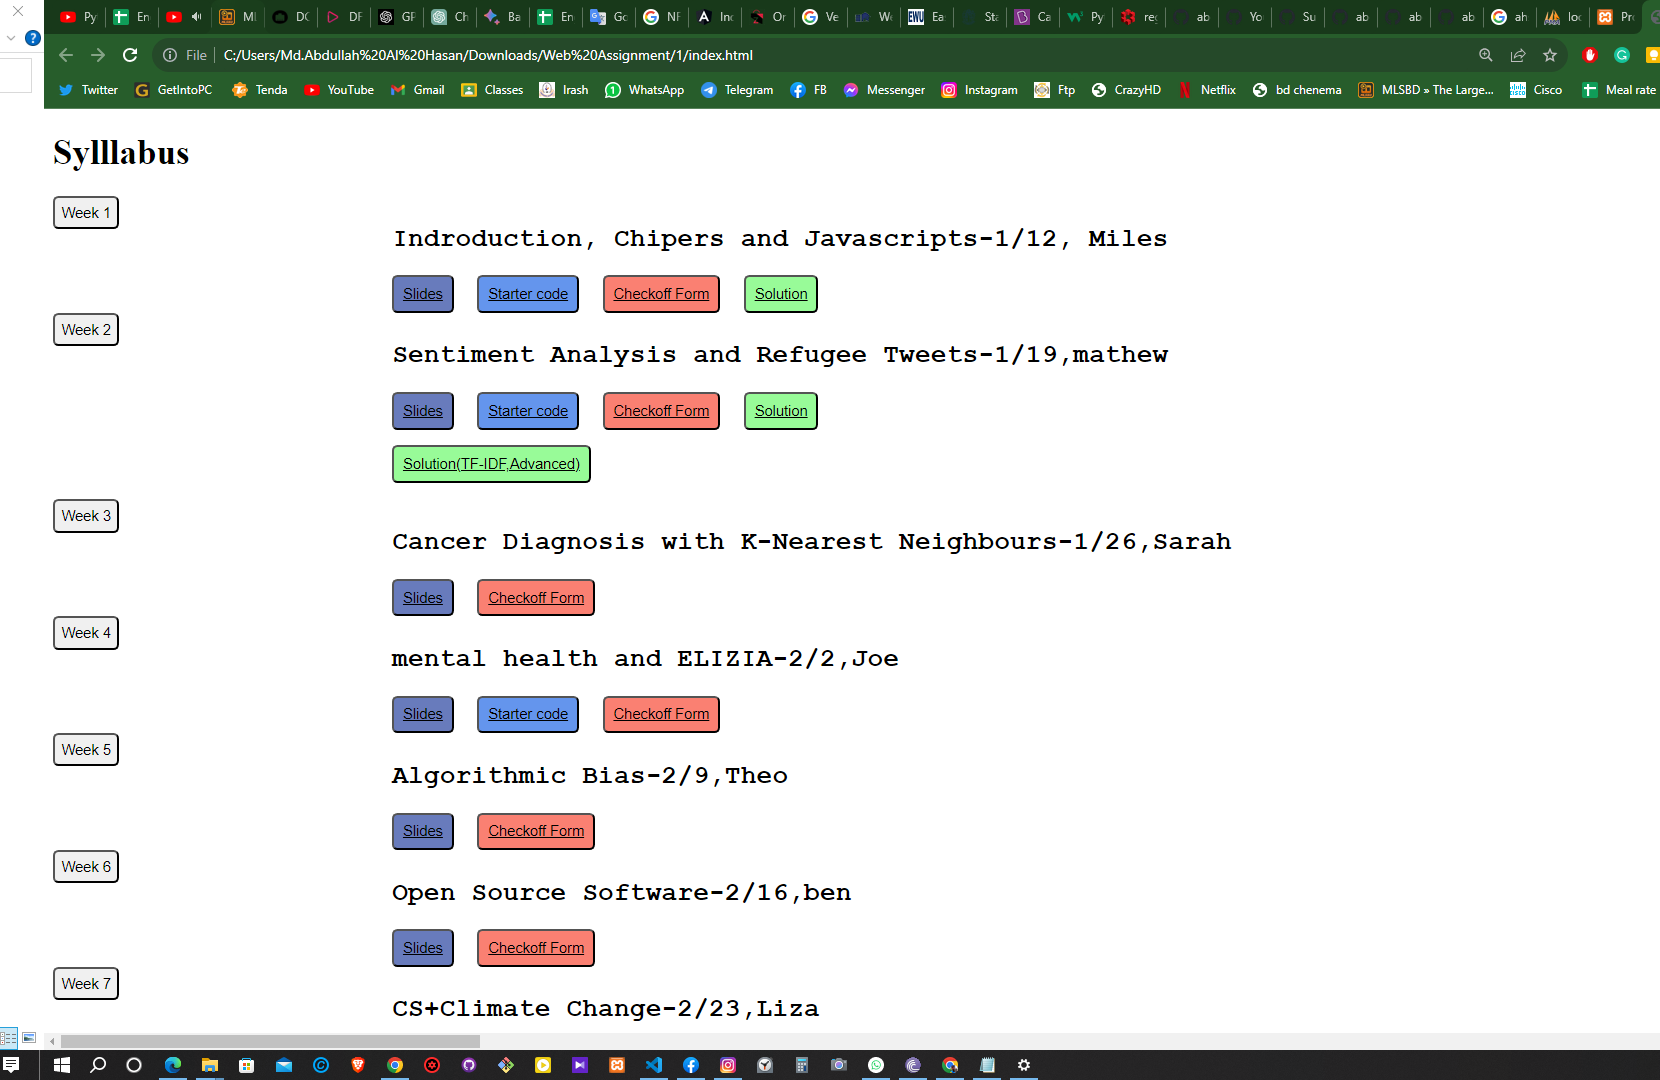 Py
En
MI
DC
DF
GP
Ch
Ba
En
Gc
NF
Inc
Or
Ve
We
EWU Ea:
Sta
Ca
Py
re
ab
Yo
Su
ab
ab
ab
ah
loc
Pr
File C:/Users/Md.Abdullah%20Al%20Hasan/Downloads/Web%20Assignment/1/index.html
Twitter GetIntoPC Tenda YouTube Gmail Classes Irash WhatsApp Telegram FB Messenger Instagram Ftp CrazyHD Netflix bd chenema MLSBD » The Large... Cisco Meal rate
Sylllabus
Week 1
Indroduction, Chipers and Javascripts-1/12, Miles
Slides Starter code Checkoff Form Solution
Week 2
Sentiment Analysis and Refugee Tweets-1/19,mathew
Slides Starter code Checkoff Form Solution
Solution(TF-IDF,Advanced)
Week 3
Cancer Diagnosis with K-Nearest Neighbours-1/26,Sarah
Slides Checkoff Form
Week 4
mental health and ELIZIA-2/2,Joe
Slides Starter code Checkoff Form
Week 5
Algorithmic Bias-2/9,Theo
Slides Checkoff Form
Week 6
Open Source Software-2/16,ben
Slides Checkoff Form
Week 7
CS+Climate Change-2/23,Liza